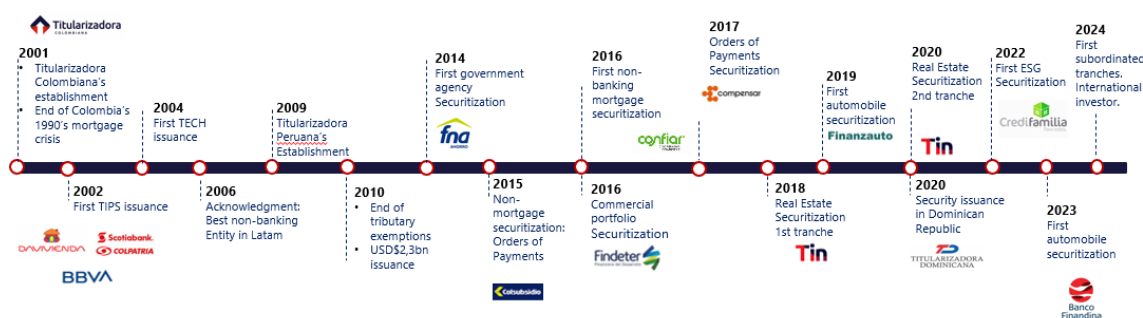 Titularizadora
COLOMBIANA
2001
• Titularizadora
Colombiana's
establishment
• End of Colombia's
1990's mortgage
crisis
2002
First TIPS issuance
DAVIVIENDA
Scotiabank
COLPATRIA
BBVA
2004
First TECH
issuance
2006
Acknowledgment:
Best non-banking
Entity in Latam
2009
Titularizadora
Peruana's
Establishment
2010
• End of
tributary
exemptions
• USD$2,3bn
issuance
2014
First government
agency
Securitization
fna
AHORRO
2015
Non-
mortgage
securitization:
Orders of
Payments
Colsubsidio
2016
First non-
banking
mortgage
securitization
confiar
2016
Commercial
portfolio
Securitization
Findeter
2017
Orders of
Payments
Securitization
compensar
2018
Real Estate
Securitization
1st tranche
Tin
2019
First
automobile
securitization
Finanzauto
2020
Real Estate
Securitization
2nd tranche
Tin
2020
Security issuance
in Dominican
Republic
TITULARIZADORA
DOMINICANA
2022
First ESG
Securitization
Credifamilia
2023
First
automobile
securitization
Banco
Finandina
2024
First
subordinated
tranches.
International
investor.